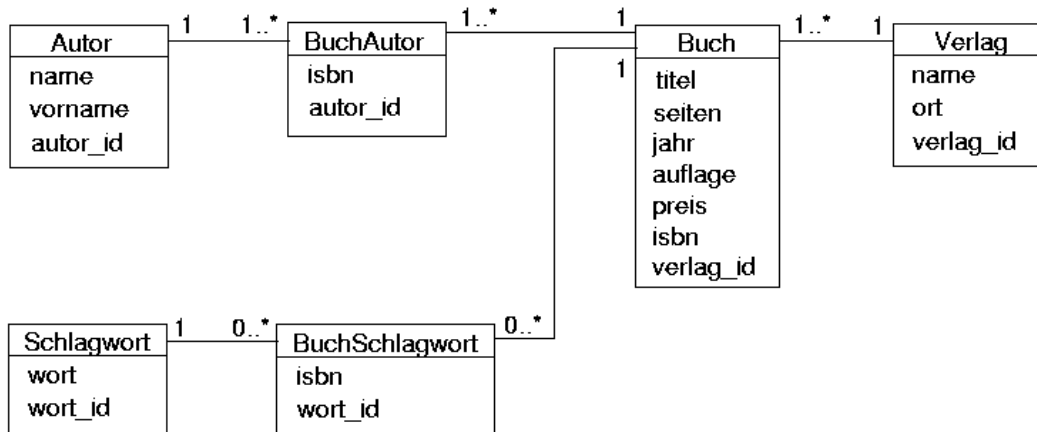 Autor
name
vorname
autor_id
1
1..*
BuchAutor
isbn
autor_id
1..*
1
1
Buch
titel
seiten
jahr
auflage
preis
isbn
verlag_id
1..*
1
Verlag
name
ort
verlag_id
Schlagwort
wort
wort_id
1
0..*
BuchSchlagwort
isbn
wort_id
0..*